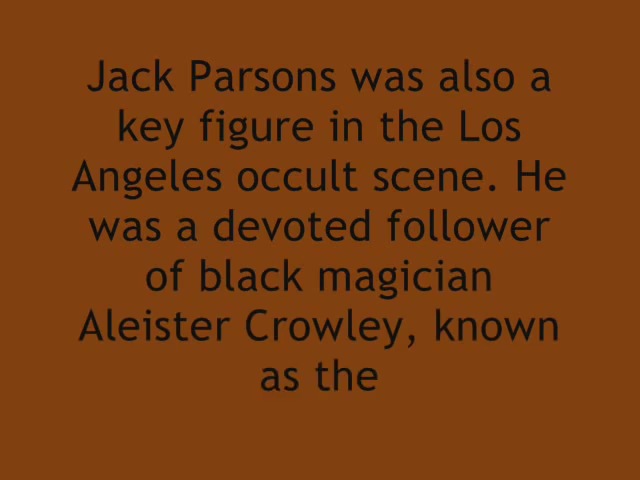 Jack Parsons was also a
key figure in the Los
Angeles occult scene. He
was a devoted follower
of black magician
Aleister Crowley, known
as the